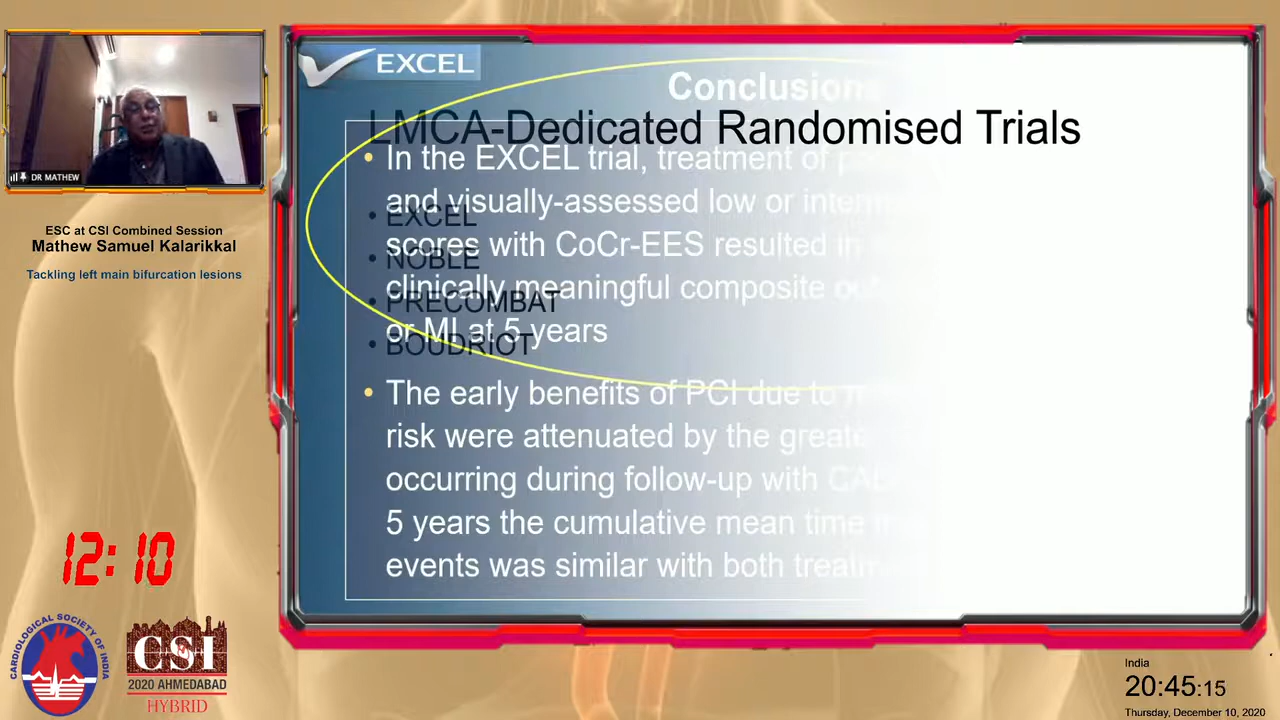 DR MATHEW
ESC at CSI Combined Session
Mathew Samuel Kalarikkal
Tackling left main bifurcation lesions
12:10
CARDIOLOGICAL SOCIETY OF INDIA
CSI
2020 AHMEDABAD
HYBRID
EXCEL
Conclusion
LMCA-Dedicated Randomised Trials
• In the EXCEL trial, treatment of
and visually-assessed low or
scores with CoCr-EES resulted in
clinically meaningful composite
or MI at 5 years
• EXCEL
• NOBLE
• PRECOMBAT
• BOUDRIOT
• The early benefits of PCI due to
risk were attenuated by the
occurring during follow-up with
5 years the cumulative mean time
events was similar with both
India
20:45:15
Thursday, December 10, 2020